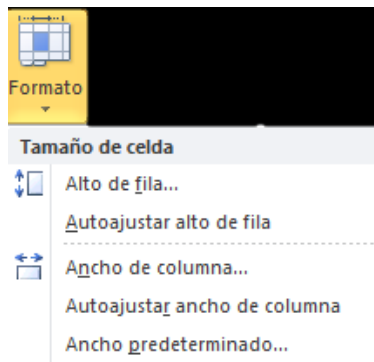 Formato
Tamaño de celda
Alto de fila...
Autoajustar alto de fila
Ancho de columna...
Autoajustar ancho de columna
Ancho predeterminado...